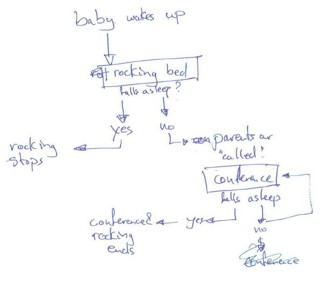 baby wakes up
rocking bed
falls asleep?
yes
no
rocking
stops
parents are
"called".
conference
falls asleep
conference &
rocking
ends
yes
no
conference